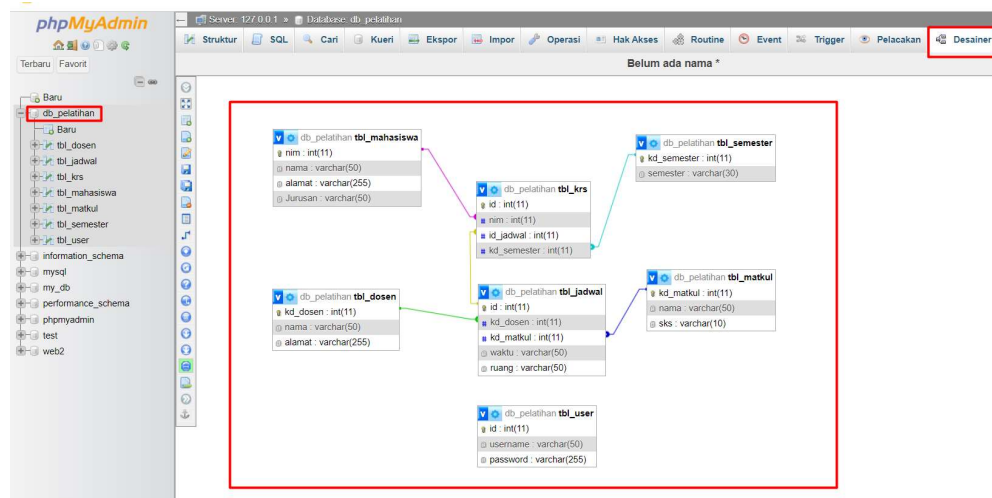 phpMyAdmin
Terbaru Favorit
Baru
db_pelatihan
Baru
tbl_dosen
tbl_jadwal
tbl_krs
tbl_mahasiswa
tbl_matkul
tbl_semester
tbl_user
information_schema
mysql
my_db
performance_schema
phpmyadmin
test
web2
Server: 127.0.0.1 » Database: db_pelatihan
Struktur SQL Cari Kueri Ekspor Impor Operasi Hak Akses Routine Event Trigger Pelacakan Desainer
Belum ada nama *
db_pelatihan tbl_mahasiswa
nim : int(11)
nama : varchar(50)
alamat : varchar(255)
Jurusan : varchar(50)
db_pelatihan tbl_semester
kd_semester : int(11)
semester : varchar(30)
db_pelatihan tbl_krs
id : int(11)
nim : int(11)
id_jadwal : int(11)
kd_semester : int(11)
db_pelatihan tbl_matkul
kd_matkul : int(11)
nama : varchar(50)
sks : varchar(10)
db_pelatihan tbl_dosen
kd_dosen : int(11)
nama : varchar(50)
alamat : varchar(255)
db_pelatihan tbl_jadwal
id : int(11)
kd_dosen : int(11)
kd_matkul : int(11)
waktu : varchar(50)
ruang : varchar(50)
db_pelatihan tbl_user
id : int(11)
username : varchar(50)
password : varchar(255)